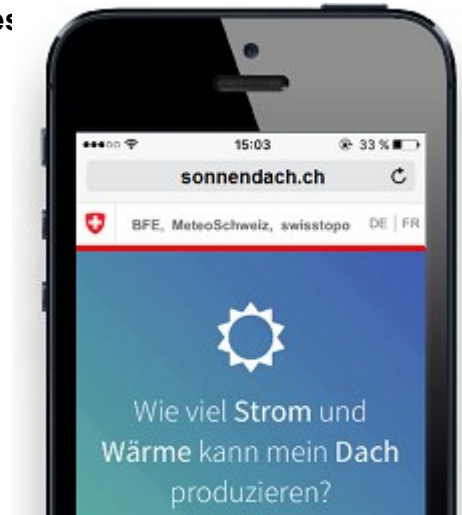 es
15:03 33 %
sonnendach.ch
BFE, MeteoSchweiz, swisstopo DE | FR
Wie viel Strom und
Wärme kann mein Dach
produzieren?